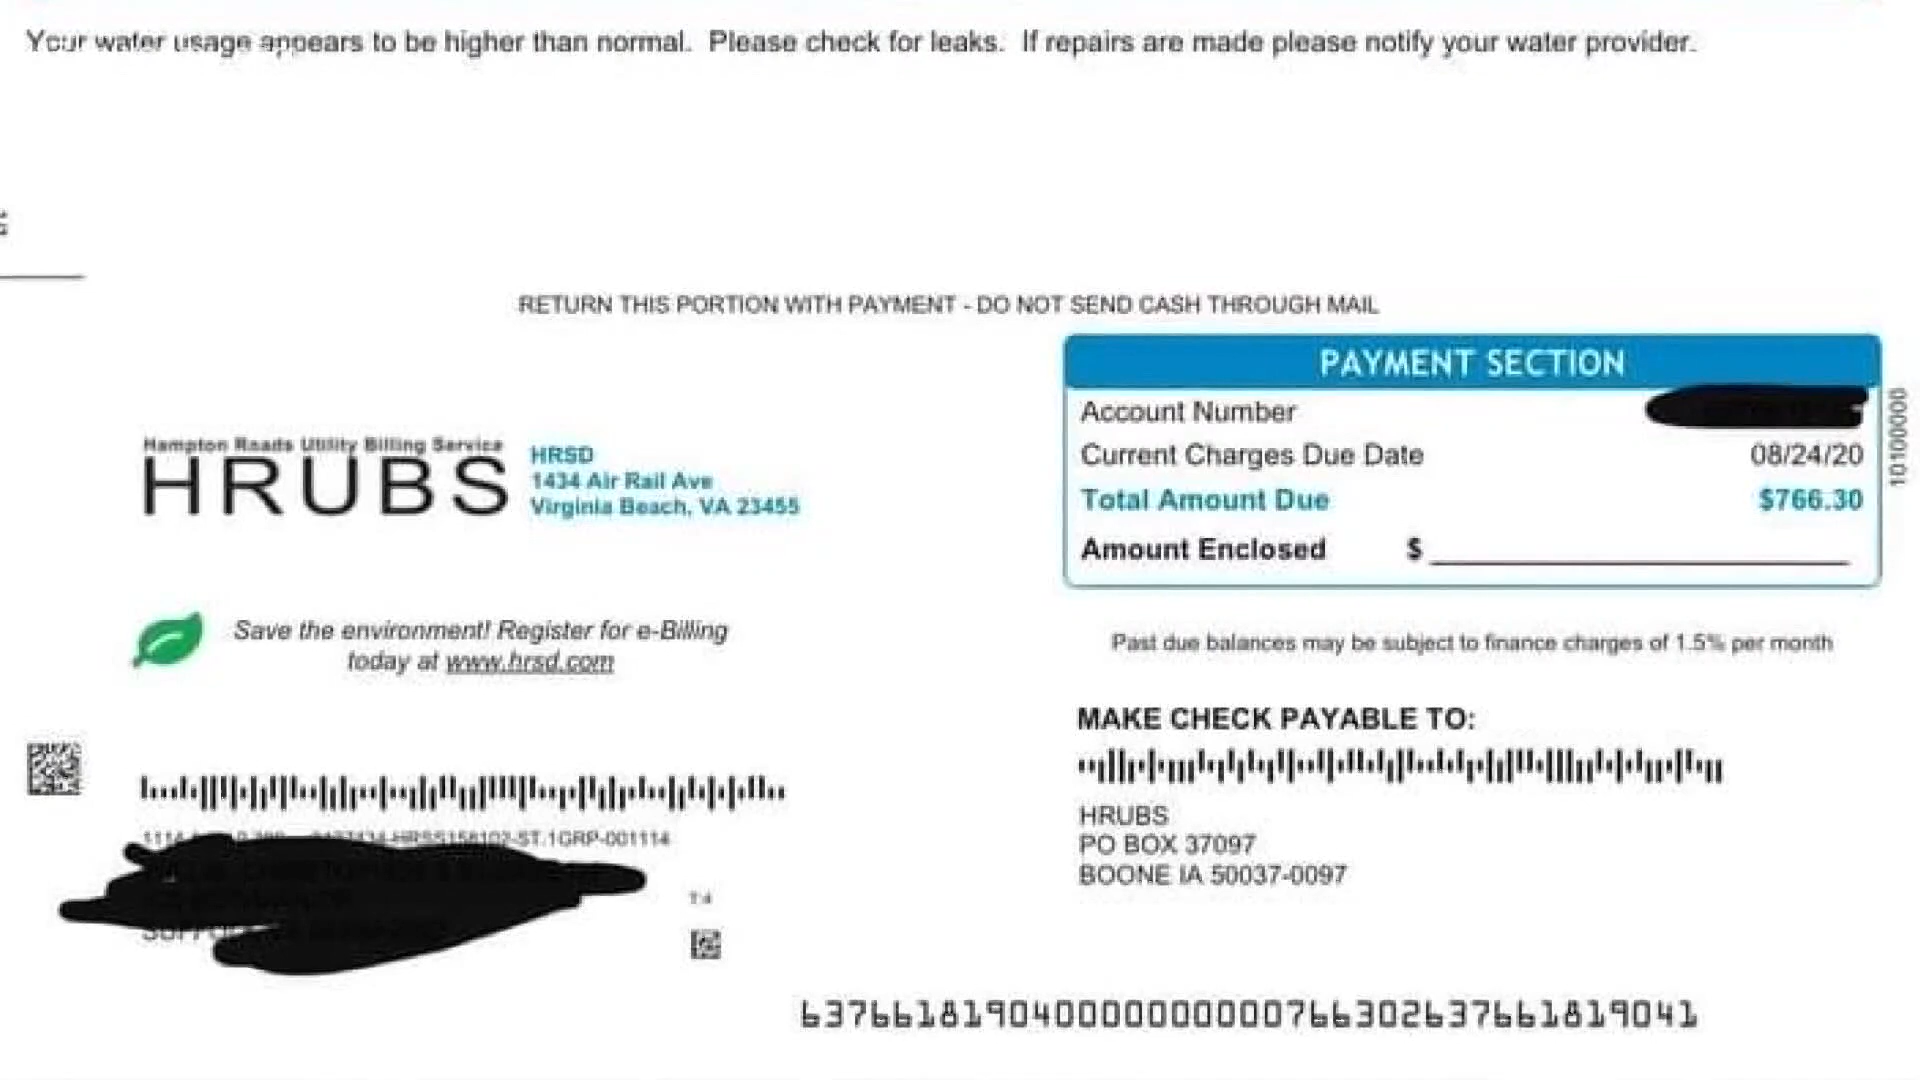 Your water usage appears to be higher than normal. Please check for leaks. If repairs are made please notify your water provider.
RETURN THIS PORTION WITH PAYMENT - DO NOT SEND CASH THROUGH MAIL
PAYMENT SECTION
Account Number
Current Charges Due Date 08/24/20
Total Amount Due $766.30
Amount Enclosed $
10100000
Hampton Roads Utility Billing Service
HRUBS
HRSD
1434 Air Rail Ave
Virginia Beach, VA 23455
Save the environment! Register for e-Billing
today at www.hrsd.com
Past due balances may be subject to finance charges of 1.5% per month
MAKE CHECK PAYABLE TO:
HRUBS
PO BOX 37097
BOONE IA 50037-0097
T:4
637661819040000000000766302637661819041